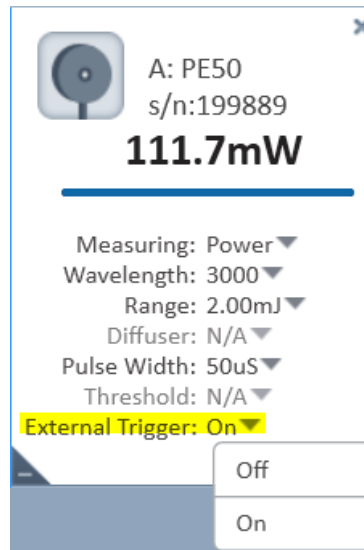 A: PE50
s/n:199889
111.7mW
Measuring: Power
Wavelength: 3000
Range: 2.00mJ
Diffuser: N/A
Pulse Width: 50uS
Threshold: N/A
External Trigger: On
Off
On